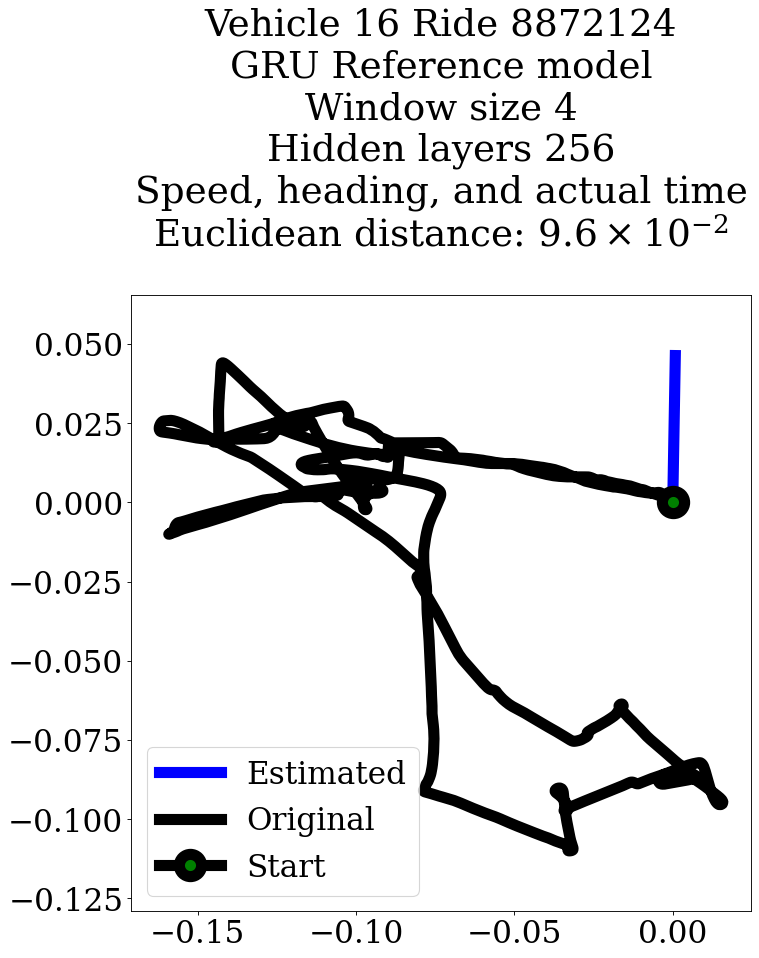 Vehicle 16 Ride 8872124
GRU Reference model
Window size 4
Hidden layers 256
Speed, heading, and actual time
Euclidean distance: 9.6 × 10⁻²
0.050
0.025
0.000
−0.025
−0.050
−0.075
−0.100
−0.125
Estimated
Original
Start
−0.15
−0.10
−0.05
0.00